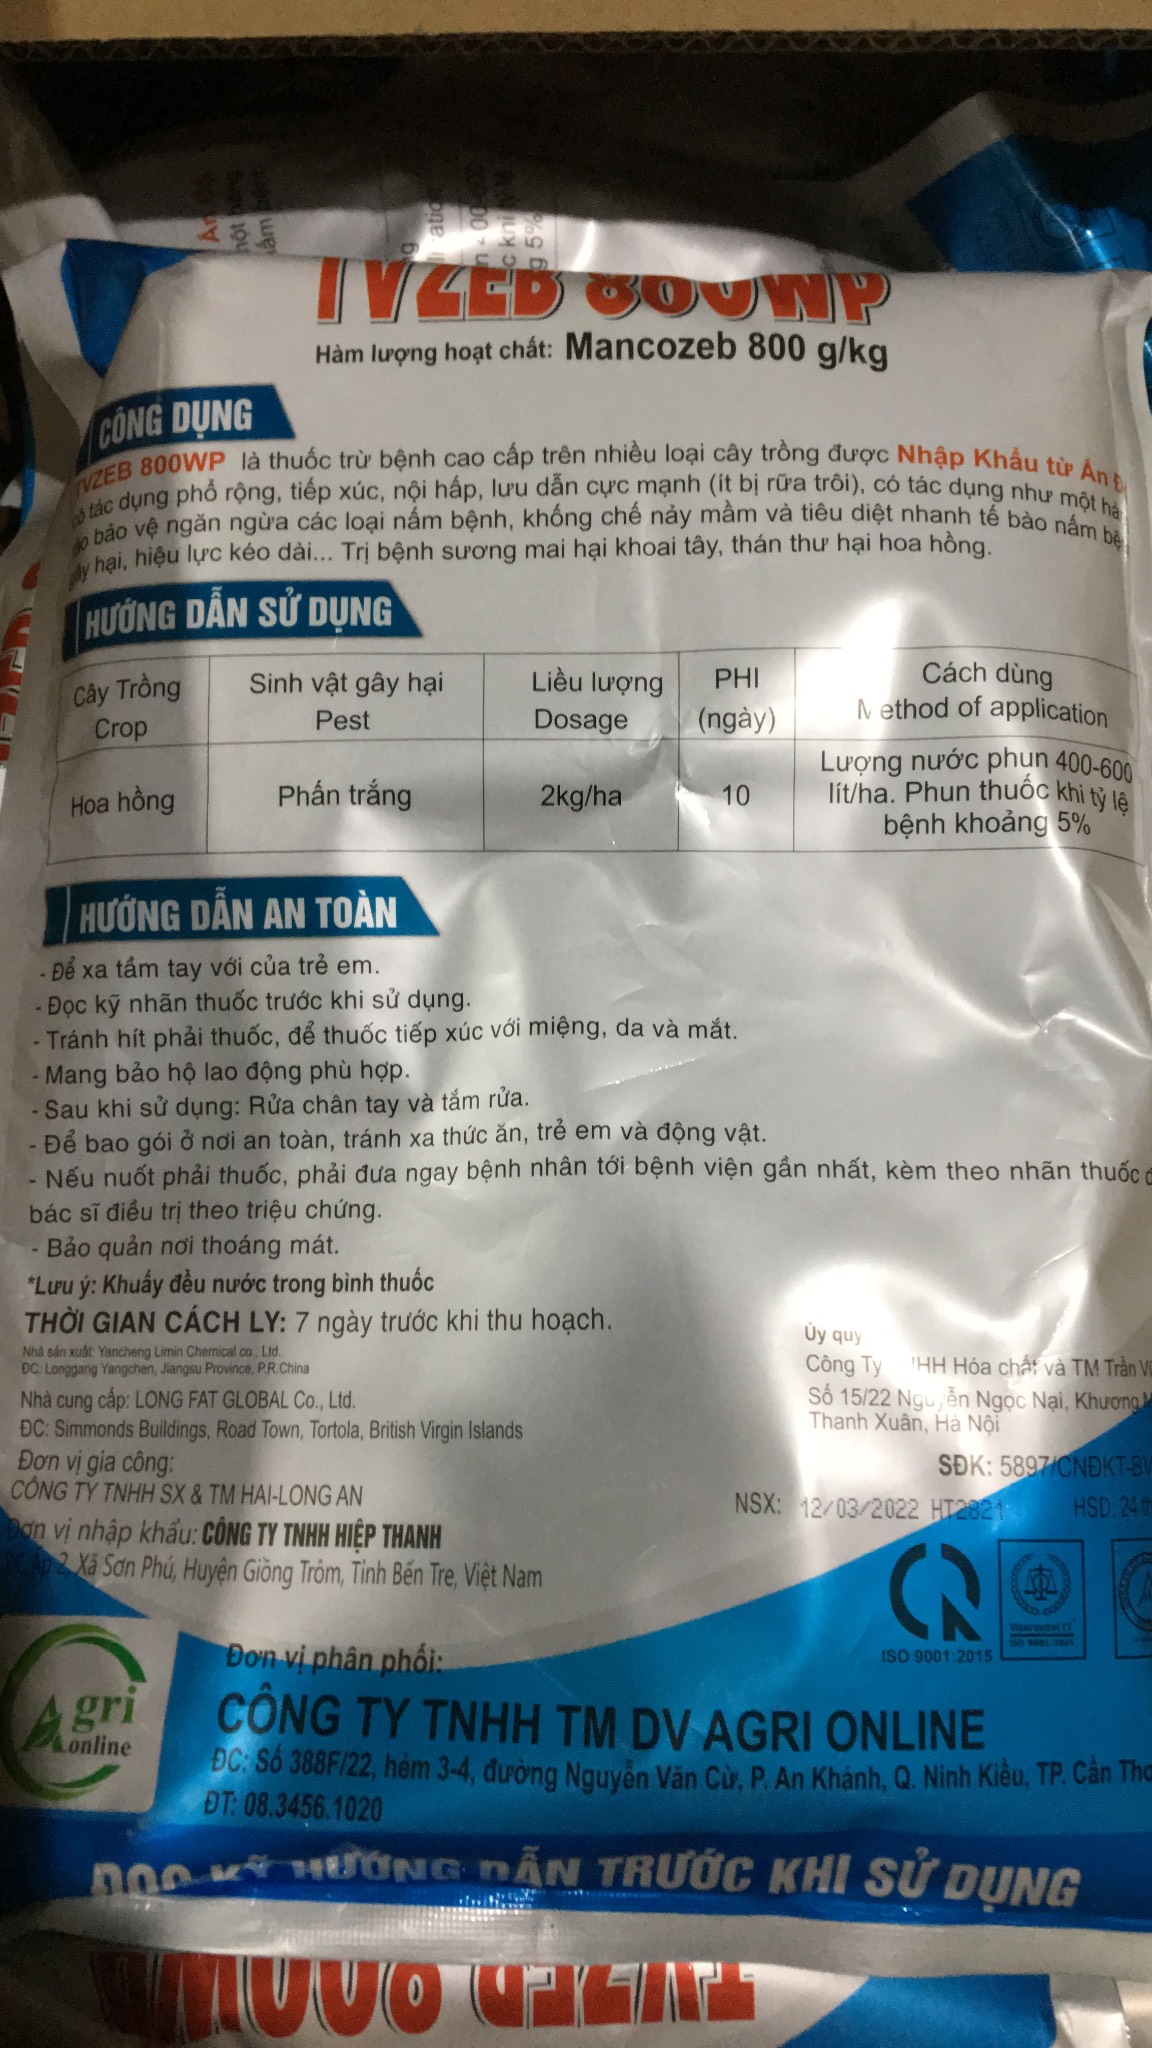 TVZEB 800WP
Hàm lượng hoạt chất: Mancozeb 800 g/kg
CÔNG DỤNG
TVZEB 800WP là thuốc trừ bệnh cao cấp trên nhiều loại cây trồng được Nhập Khẩu từ Ấn
có tác dụng phổ rộng, tiếp xúc, nội hấp, lưu dẫn cực mạnh (ít bị rữa trôi), có tác dụng như một
bảo vệ ngăn ngừa các loại nấm bệnh, khống chế nảy mầm và tiêu diệt nhanh tế bào nấm
gây hại, hiệu lực kéo dài... Trị bệnh sương mai hại khoai tây, thán thư hại hoa hồng.
HƯỚNG DẪN SỬ DỤNG
Cây Trồng Sinh vật gây hại Liều lượng PHI Cách dùng
Crop Pest Dosage (ngày) Method of application
Hoa hồng Phấn trắng 2kg/ha 10 Lượng nước phun 400-600
lít/ha. Phun thuốc khi tỷ lệ
bệnh khoảng 5%
HƯỚNG DẪN AN TOÀN
- Để xa tầm tay với của trẻ em.
- Đọc kỹ nhãn thuốc trước khi sử dụng.
- Tránh hít phải thuốc, để thuốc tiếp xúc với miệng, da và mắt.
- Mang bảo hộ lao động phù hợp.
- Sau khi sử dụng: Rửa chân tay và tắm rửa.
- Để bao gói ở nơi an toàn, tránh xa thức ăn, trẻ em và động vật.
- Nếu nuốt phải thuốc, phải đưa ngay bệnh nhân tới bệnh viện gần nhất, kèm theo nhãn thuốc
bác sĩ điều trị theo triệu chứng.
- Bảo quản nơi thoáng mát.
*Lưu ý: Khuấy đều nước trong bình thuốc
THỜI GIAN CÁCH LY: 7 ngày trước khi thu hoạch.
Nhà sản xuất: Yancheng Limin Chemical co., Ltd.
ĐC: Longgang Yangchen, Jiangsu Province, P.R.China
Nhà cung cấp: LONG FAT GLOBAL Co., Ltd.
ĐC: Simmonds Buildings, Road Town, Tortola, British Virgin Islands
Đơn vị gia công:
CÔNG TY TNHH SX & TM HAI-LONG AN
Đơn vị nhập khẩu: CÔNG TY TNHH HIỆP THANH
Ấp 2, Xã Sơn Phú, Huyện Giồng Trôm, Tỉnh Bến Tre, Việt Nam
Ủy quy
Công Ty HH Hóa chất và TM Trần
Số 15/22 Nguyễn Ngọc Nại, Khương
Thanh Xuân, Hà Nội
SĐK: 5897/CNĐKT-BV
NSX: 12/03/2022 HT2821 HSD: 24
ISO 9001:2015
Đơn vị phân phối:
Agri online
CÔNG TY TNHH TM DV AGRI ONLINE
ĐC: Số 388F/22, hẻm 3-4, đường Nguyễn Văn Cừ, P. An Khánh, Q. Ninh Kiều, TP. Cần Thơ
ĐT: 08.3456.1020
ĐỌC KỸ HƯỚNG DẪN TRƯỚC KHI SỬ DỤNG
TVZEB 800W